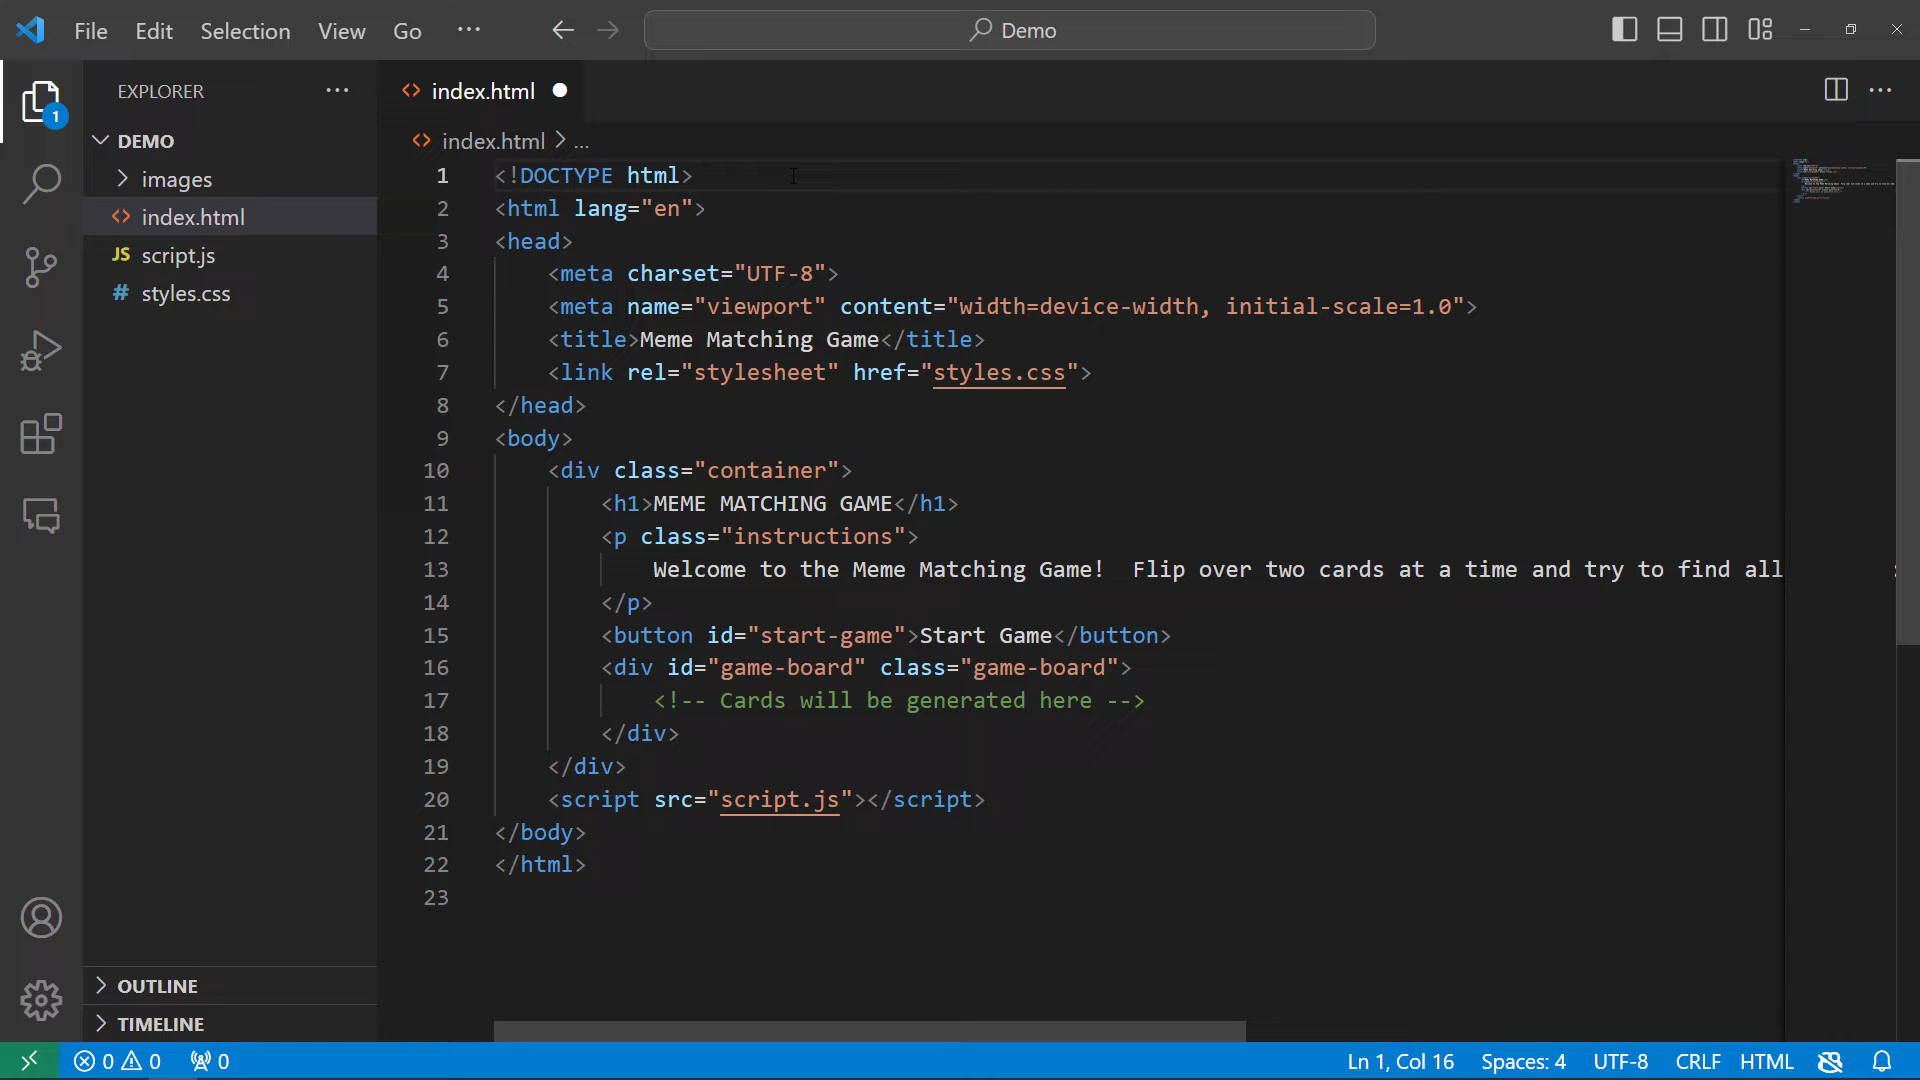 File Edit Selection View Go ··· Demo
EXPLORER ···
1
DEMO
images
index.html
JS script.js
# styles.css
OUTLINE
TIMELINE
<> index.html
<> index.html > ...
1 <!DOCTYPE html>
2 <html lang="en">
3 <head>
4     <meta charset="UTF-8">
5     <meta name="viewport" content="width=device-width, initial-scale=1.0">
6     <title>Meme Matching Game</title>
7     <link rel="stylesheet" href="styles.css">
8 </head>
9 <body>
10     <div class="container">
11         <h1>MEME MATCHING GAME</h1>
12         <p class="instructions">
13             Welcome to the Meme Matching Game!  Flip over two cards at a time and try to find all
14         </p>
15         <button id="start-game">Start Game</button>
16         <div id="game-board" class="game-board">
17             <!-- Cards will be generated here -->
18         </div>
19     </div>
20     <script src="script.js"></script>
21 </body>
22 </html>
23
0 0 0 Ln 1, Col 16 Spaces: 4 UTF-8 CRLF HTML